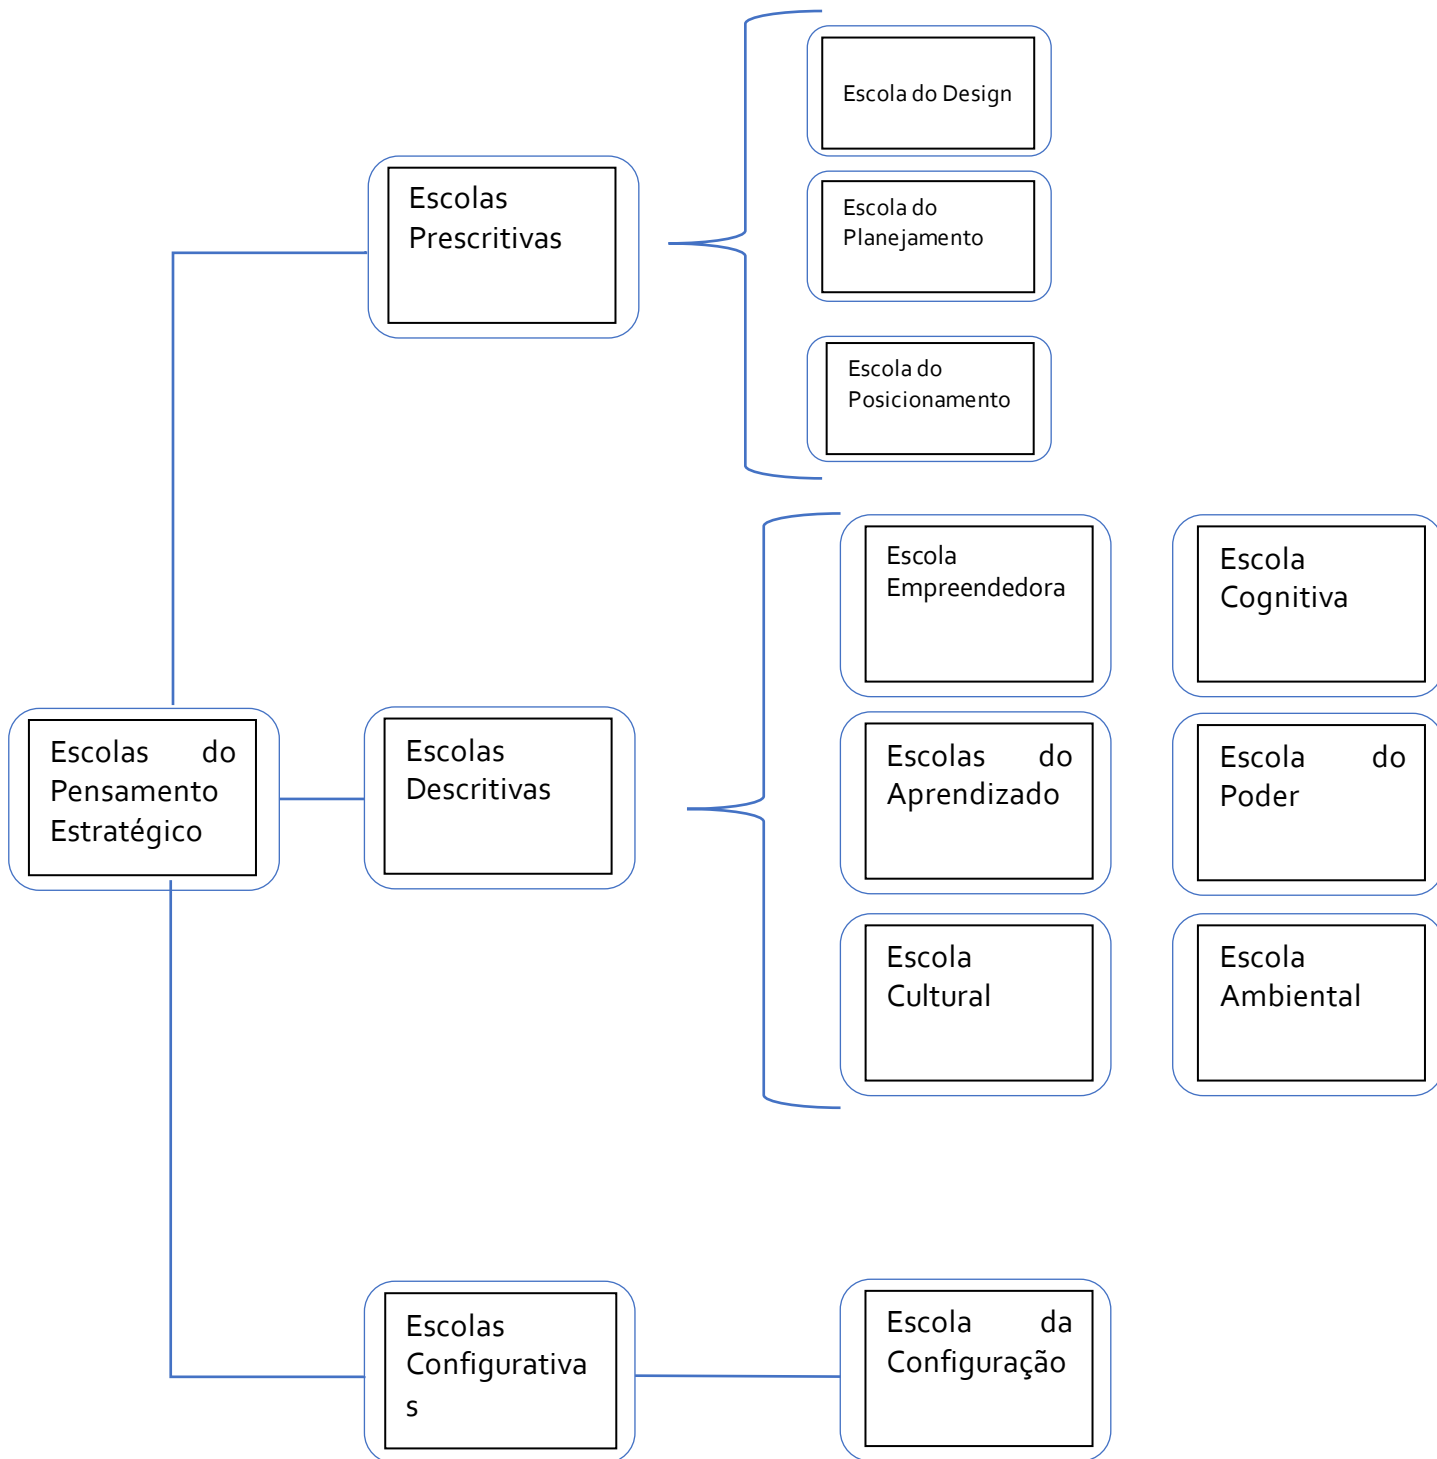 Escola do Design
Escolas
Prescritivas
Escola do
Planejamento
Escola do
Posicionamento
Escola
Empreendedora
Escola
Cognitiva
Escolas do
Pensamento
Estratégico
Escolas
Descritivas
Escolas do
Aprendizado
Escola do
Poder
Escola
Cultural
Escola
Ambiental
Escolas
Configurativa
s
Escola da
Configuração